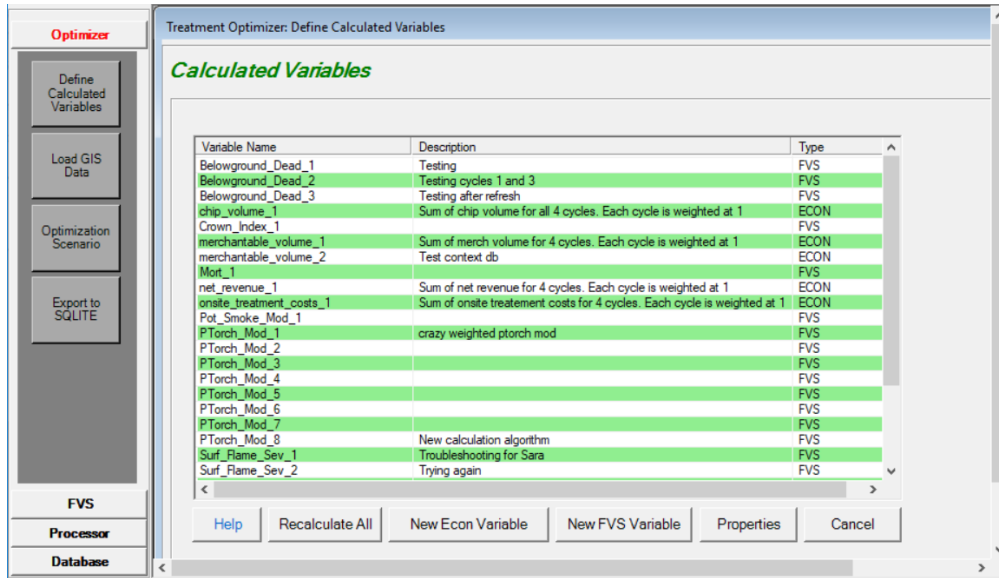 Treatment Optimizer: Define Calculated Variables
Optimizer
Define
Calculated
Variables
Load GIS
Data
Optimization
Scenario
Export to
SQLITE
FVS
Processor
Database
Calculated Variables
Variable Name Description Type
Belowground_Dead_1 Testing FVS
Belowground_Dead_2 Testing cycles 1 and 3 FVS
Belowground_Dead_3 Testing after refresh FVS
chip_volume_1 Sum of chip volume for all 4 cycles. Each cycle is weighted at 1 ECON
Crown_Index_1 FVS
merchantable_volume_1 Sum of merch volume for 4 cycles. Each cycle is weighted at 1 ECON
merchantable_volume_2 Test context db ECON
Mort_1 FVS
net_revenue_1 Sum of net revenue for 4 cycles. Each cycle is weighted at 1 ECON
onsite_treatment_costs_1 Sum of onsite treatement costs for 4 cycles. Each cycle is weighted at 1 ECON
Pot_Smoke_Mod_1 FVS
PTorch_Mod_1 crazy weighted ptorch mod FVS
PTorch_Mod_2 FVS
PTorch_Mod_3 FVS
PTorch_Mod_4 FVS
PTorch_Mod_5 FVS
PTorch_Mod_6 FVS
PTorch_Mod_7 FVS
PTorch_Mod_8 New calculation algorithm FVS
Surf_Flame_Sev_1 Troubleshooting for Sara FVS
Surf_Flame_Sev_2 Trying again FVS
Help Recalculate All New Econ Variable New FVS Variable Properties Cancel